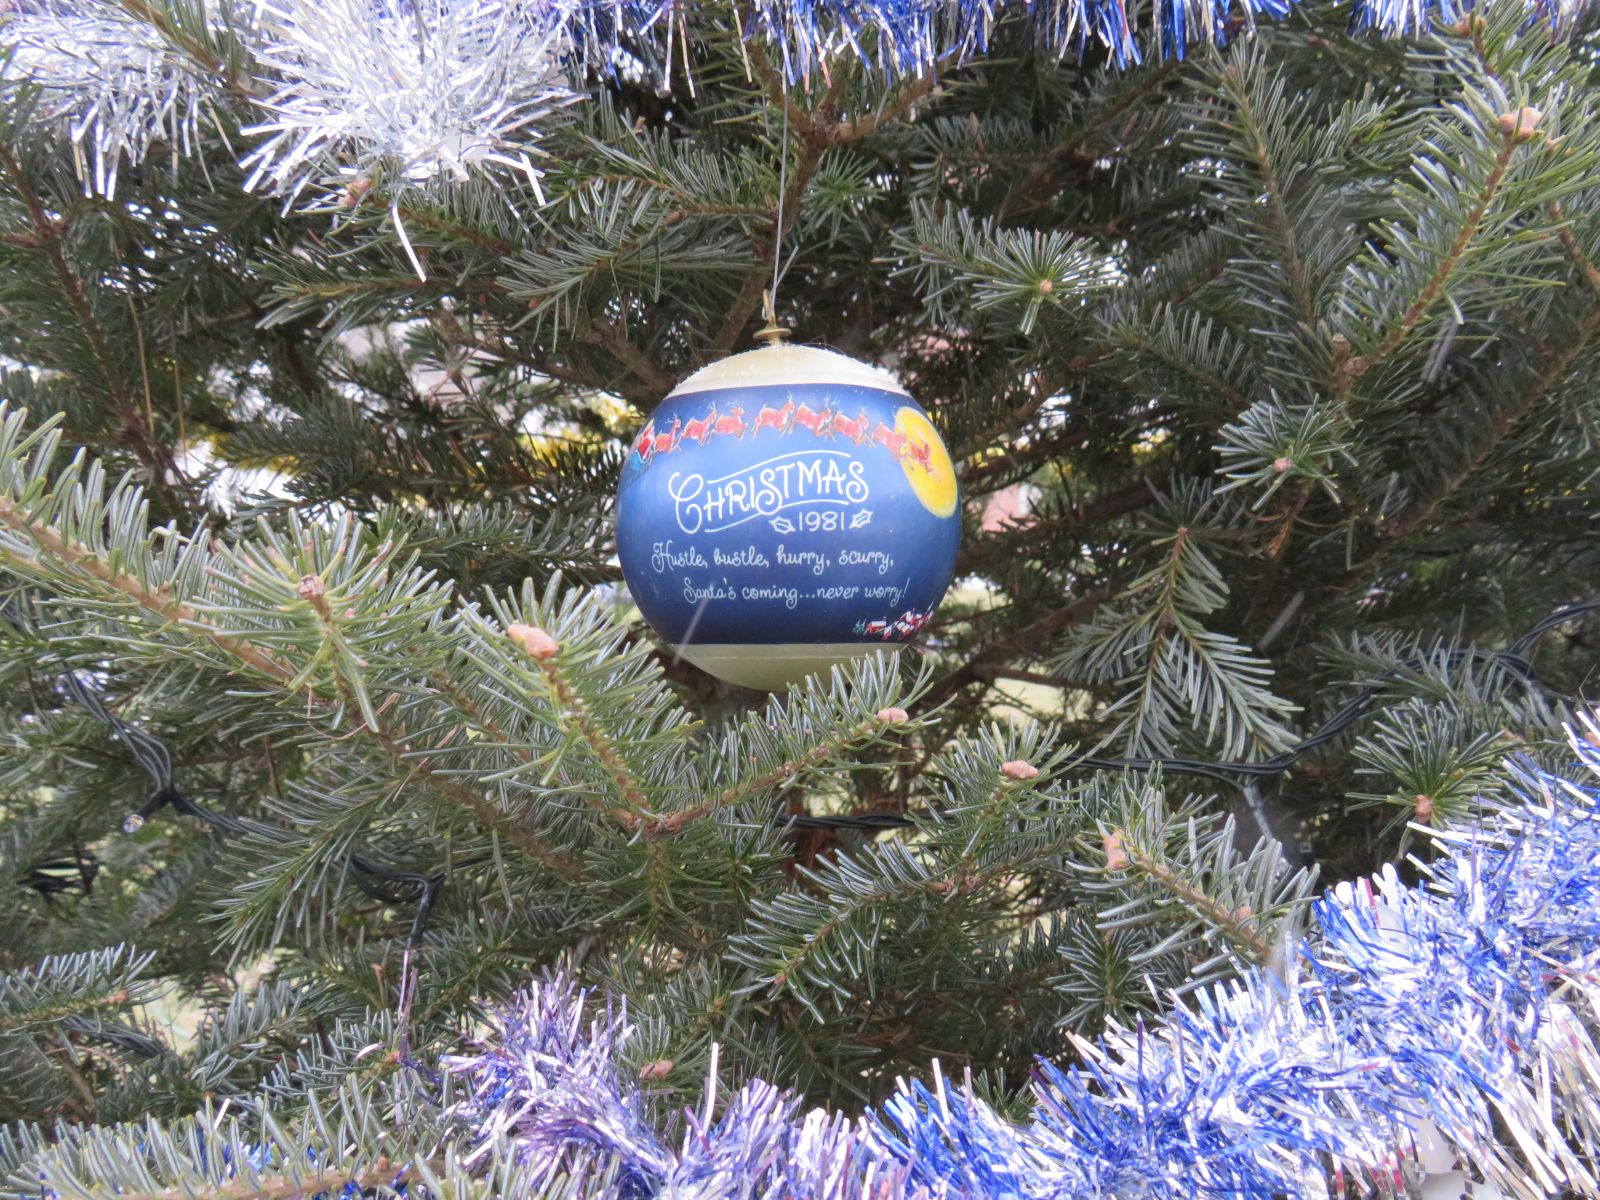 CHRISTMAS
1981
Hustle, bustle, hurry, scurry,
Santa's coming...never worry!